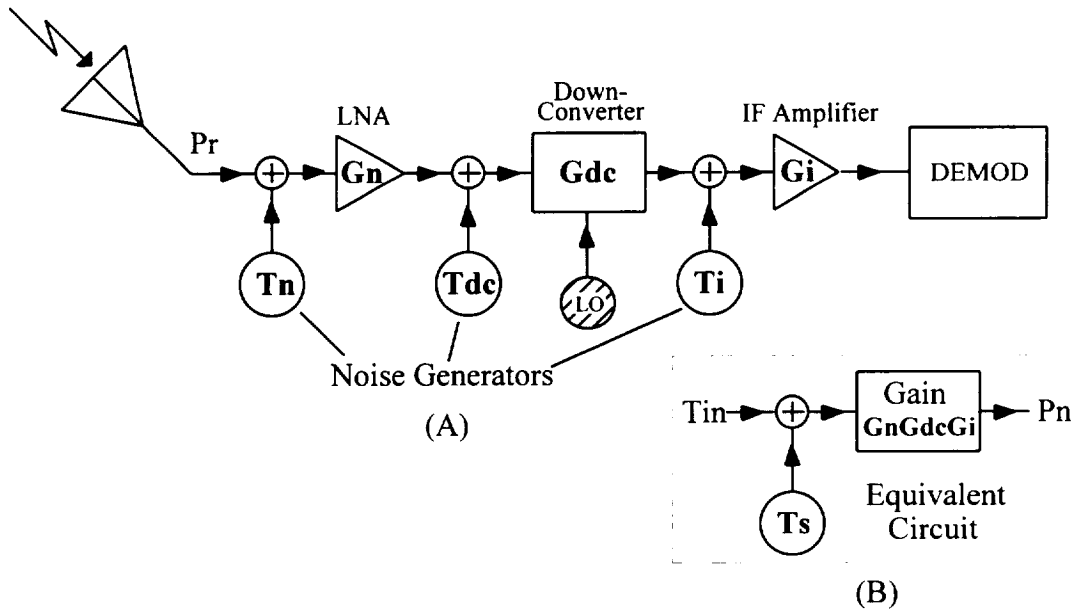 Down-
Converter
LNA
IF Amplifier
Pr
Gn
Gdc
Gi
DEMOD
Tn
Tdc
LO
Ti
Noise Generators
(A)
Tin
Gain
GnGdcGi
Pn
Ts
Equivalent
Circuit
(B)